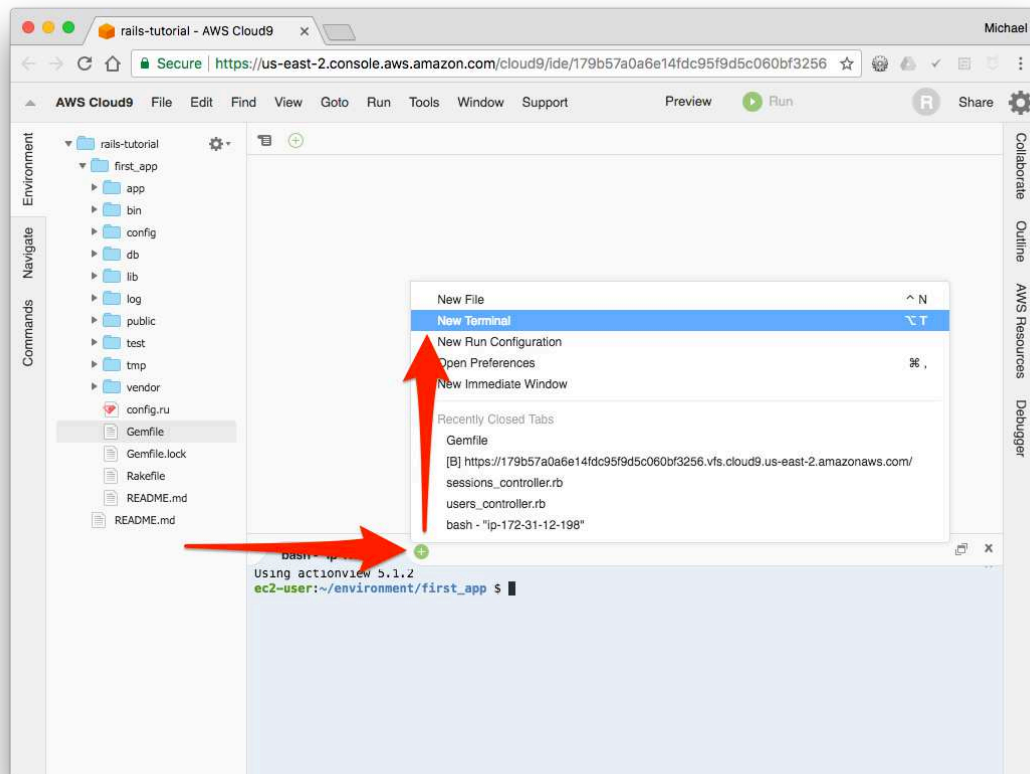 rails-tutorial - AWS Cloud9
Michael
Secure | https://us-east-2.console.aws.amazon.com/cloud9/ide/179b57a0a6e14fdc95f9d5c060bf3256
AWS Cloud9 File Edit Find View Goto Run Tools Window Support Preview Run R Share
Environment
Navigate
Commands
rails-tutorial
first_app
app
bin
config
db
lib
log
public
test
tmp
vendor
config.ru
Gemfile
Gemfile.lock
Rakefile
README.md
README.md
New File ^ N
New Terminal ⌥ T
New Run Configuration
Open Preferences ⌘ ,
New Immediate Window
Recently Closed Tabs
Gemfile
[B] https://179b57a0a6e14fdc95f9d5c060bf3256.vfs.cloud9.us-east-2.amazonaws.com/
sessions_controller.rb
users_controller.rb
bash - "ip-172-31-12-198"
bash -
Using actionview 5.1.2
ec2-user:~/environment/first_app $
Collaborate
Outline
AWS Resources
Debugger